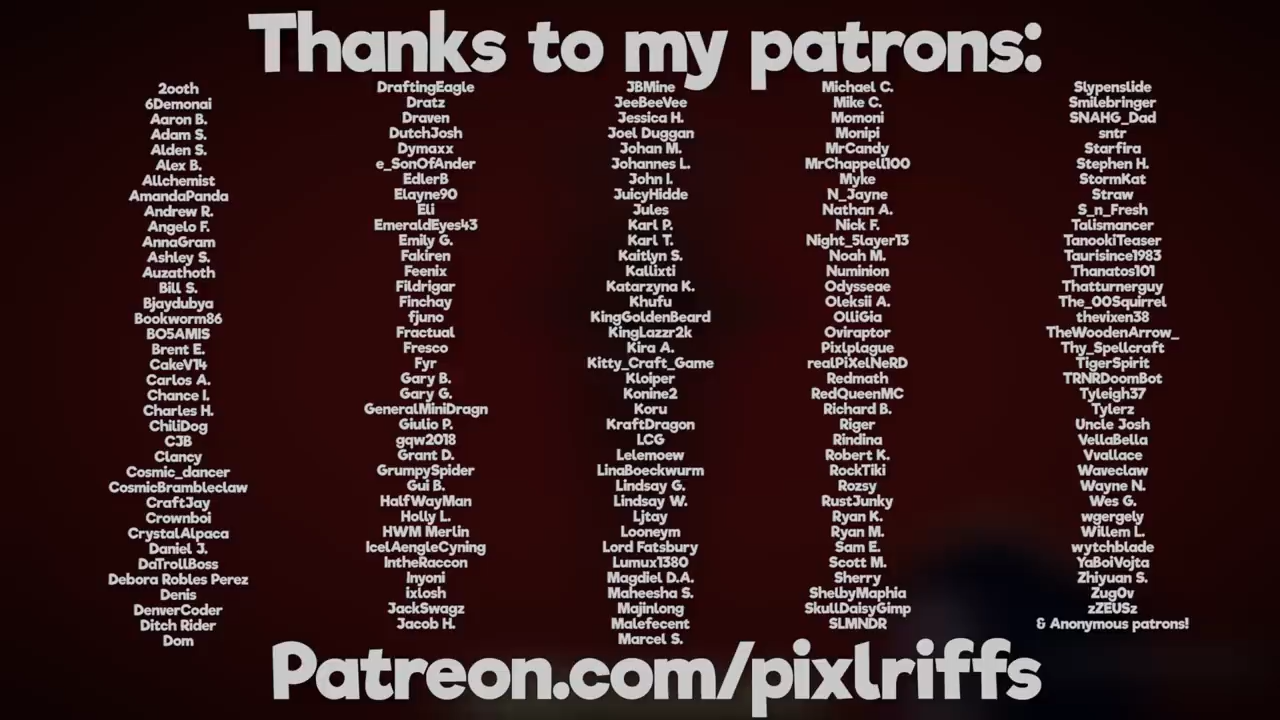 Thanks to my patrons:
2ooth
6Demonai
Aaron B.
Adam S.
Alden S.
Alex B.
Allchemist
AmandaPanda
Andrew R.
Angelo F.
AnnaGram
Ashley S.
Auzathoth
Bill S.
Bjaydubya
Bookworm86
BO5AMIS
Brent E.
CakeV14
Carlos A.
Chance I.
Charles H.
ChiliDog
CJB
Clancy
Cosmic_dancer
CosmicBrambleclaw
CraftJay
Crownboi
CrystalAlpaca
Daniel J.
DaTrollBoss
Debora Robles Perez
Denis
DenverCoder
Ditch Rider
Dom
DraftingEagle
Dratz
Draven
DutchJosh
Dymaxx
e_SonOfAnder
EdlerB
Elayne90
Eli
EmeraldEyes43
Emily G.
Fakiren
Feenix
Fildrigar
Finchay
fjuno
Fractual
Fresco
Fyr
Gary B.
Gary G.
GeneralMiniDragn
Giulio P.
gqw2018
Grant D.
GrumpySpider
Gui B.
HalfWayMan
Holly L.
HWM Merlin
IcelAengleCyning
IntheRaccon
Inyoni
ixlosh
JackSwagz
Jacob H.
JBMine
JeeBeeVee
Jessica H.
Joel Duggan
Johan M.
Johannes L.
John I.
JuicyHidde
Jules
Karl P.
Karl T.
Kaitlyn S.
Kallixti
Katarzyna K.
Khufu
KingGoldenBeard
KingLazzr2k
Kira A.
Kitty_Craft_Game
Kloiper
Konine2
Koru
KraftDragon
LCG
Lelemoew
LinaBoeckwurm
Lindsay G.
Lindsay W.
Ljtay
Looneym
Lord Fatsbury
Lumux1380
Magdiel D.A.
Maheesha S.
Majinlong
Malefecent
Marcel S.
Michael C.
Mike C.
Momoni
Monipi
MrCandy
MrChappell100
Myke
N_Jayne
Nathan A.
Nick F.
Night_5layer13
Noah M.
Numinion
Odysseae
Oleksii A.
OlliGia
Oviraptor
Pixlplague
realPiXelNeRD
Redmath
RedQueenMC
Richard B.
Riger
Rindina
Robert K.
RockTiki
Rozsy
RustJunky
Ryan K.
Ryan M.
Sam E.
Scott M.
Sherry
ShelbyMaphia
SkullDaisyGimp
SLMNDR
Slypenslide
Smilebringer
SNAHG_Dad
sntr
Starfira
Stephen H.
StormKat
Straw
S_n_Fresh
Talismancer
TanookiTeaser
Taurisince1983
Thanatos101
Thatturnerguy
The_00Squirrel
thevixen38
TheWoodenArrow_
Thy_Spellcraft
TigerSpirit
TRNRDoomBot
Tyleigh37
Tylerz
Uncle Josh
VellaBella
Vvallace
Waveclaw
Wayne N.
Wes G.
wgergely
Willem L.
wytchblade
YaBoiVojta
Zhiyuan S.
Zug0v
zZEUSz
& Anonymous patrons!
Patreon.com/pixlriffs